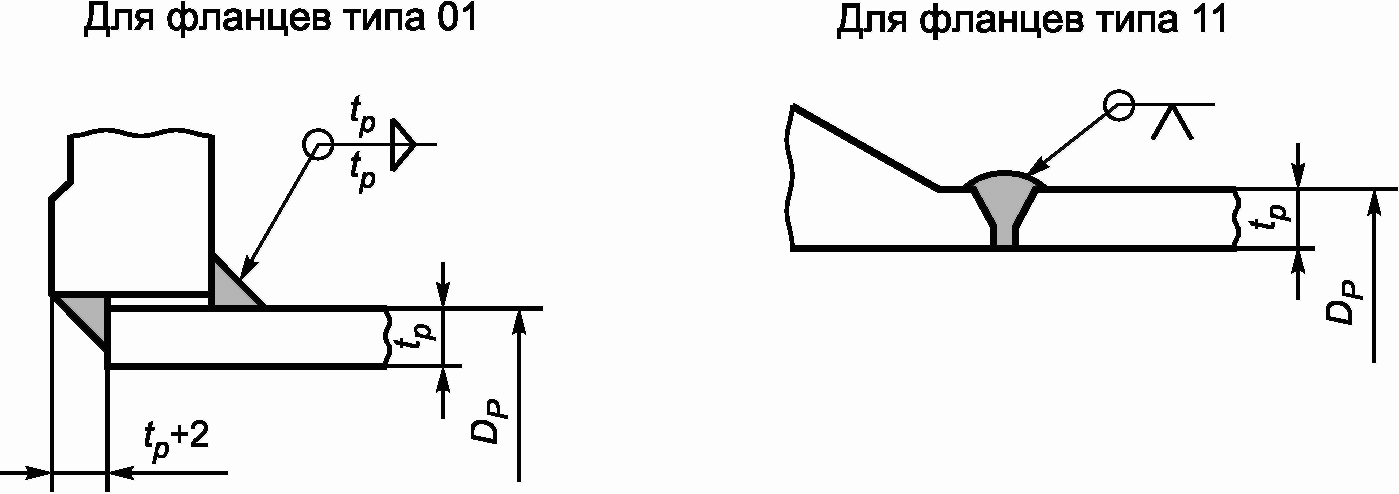 Для фланцев типа 01
Для фланцев типа 11
tp
tp
tp
DP
tp+2
tp
DP